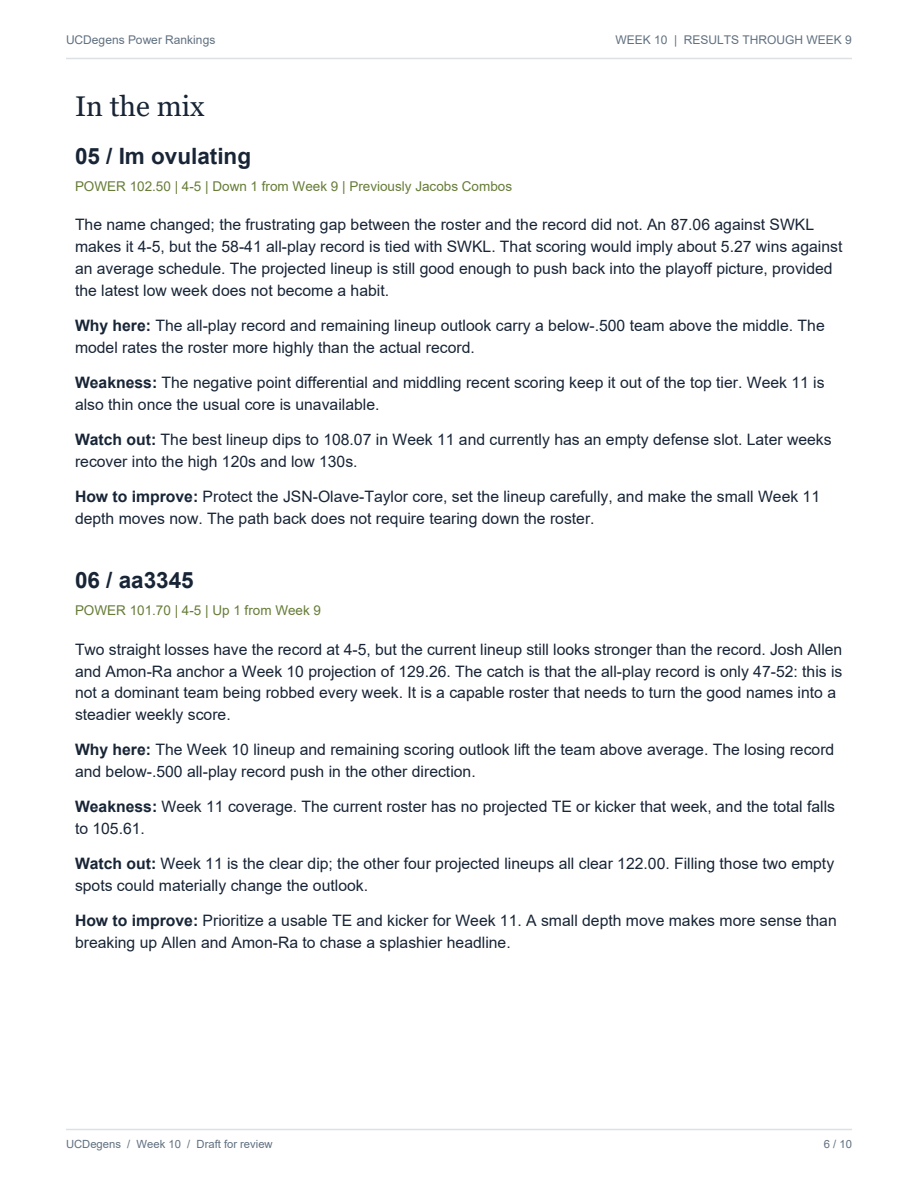 UCDegens Power Rankings
WEEK 10 | RESULTS THROUGH WEEK 9
In the mix
05 / Im ovulating
POWER 102.50 | 4-5 | Down 1 from Week 9 | Previously Jacobs Combos
The name changed; the frustrating gap between the roster and the record did not. An 87.06 against SWKL
makes it 4-5, but the 58-41 all-play record is tied with SWKL. That scoring would imply about 5.27 wins against
an average schedule. The projected lineup is still good enough to push back into the playoff picture, provided
the latest low week does not become a habit.
Why here: The all-play record and remaining lineup outlook carry a below-.500 team above the middle. The
model rates the roster more highly than the actual record.
Weakness: The negative point differential and middling recent scoring keep it out of the top tier. Week 11 is
also thin once the usual core is unavailable.
Watch out: The best lineup dips to 108.07 in Week 11 and currently has an empty defense slot. Later weeks
recover into the high 120s and low 130s.
How to improve: Protect the JSN-Olave-Taylor core, set the lineup carefully, and make the small Week 11
depth moves now. The path back does not require tearing down the roster.
06 / aa3345
POWER 101.70 | 4-5 | Up 1 from Week 9
Two straight losses have the record at 4-5, but the current lineup still looks stronger than the record. Josh Allen
and Amon-Ra anchor a Week 10 projection of 129.26. The catch is that the all-play record is only 47-52: this is
not a dominant team being robbed every week. It is a capable roster that needs to turn the good names into a
steadier weekly score.
Why here: The Week 10 lineup and remaining scoring outlook lift the team above average. The losing record
and below-.500 all-play record push in the other direction.
Weakness: Week 11 coverage. The current roster has no projected TE or kicker that week, and the total falls
to 105.61.
Watch out: Week 11 is the clear dip; the other four projected lineups all clear 122.00. Filling those two empty
spots could materially change the outlook.
How to improve: Prioritize a usable TE and kicker for Week 11. A small depth move makes more sense than
breaking up Allen and Amon-Ra to chase a splashier headline.
UCDegens / Week 10 / Draft for review
6 / 10